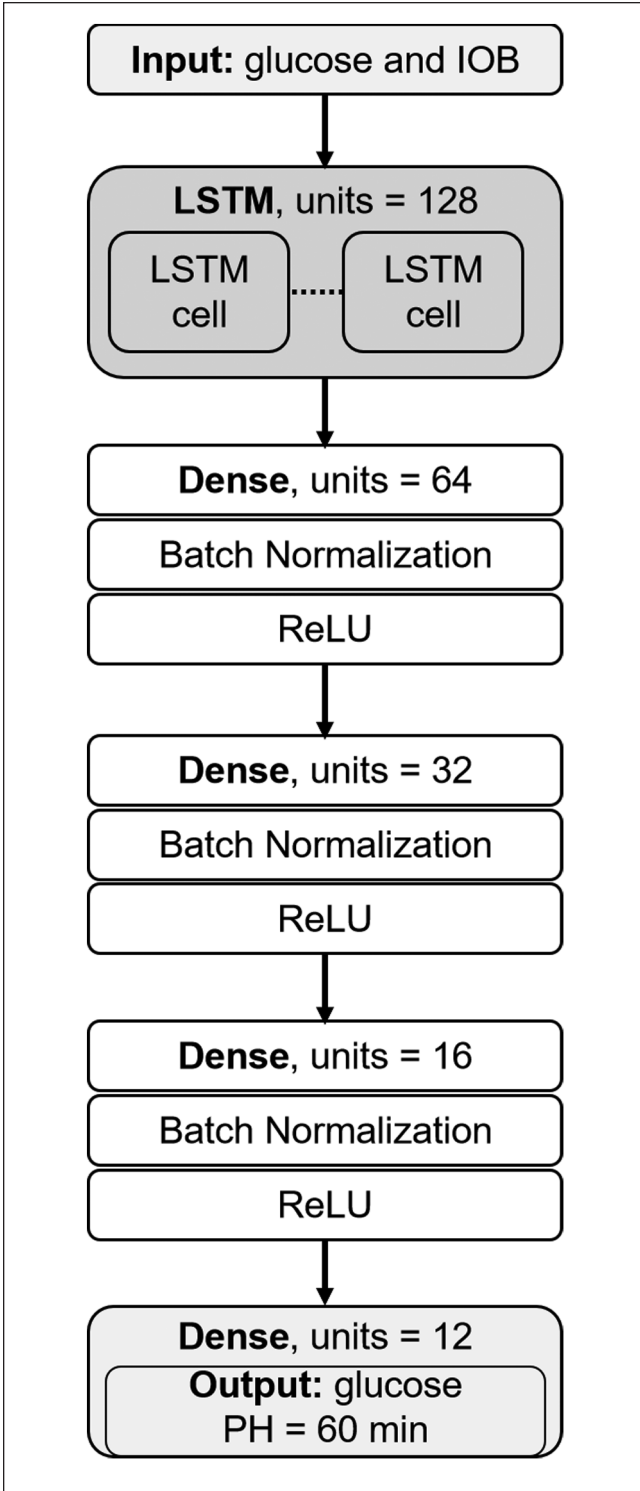 Input: glucose and IOB
LSTM, units = 128
LSTM
cell
LSTM
cell
Dense, units = 64
Batch Normalization
ReLU
Dense, units = 32
Batch Normalization
ReLU
Dense, units = 16
Batch Normalization
ReLU
Dense, units = 12
Output: glucose
PH = 60 min